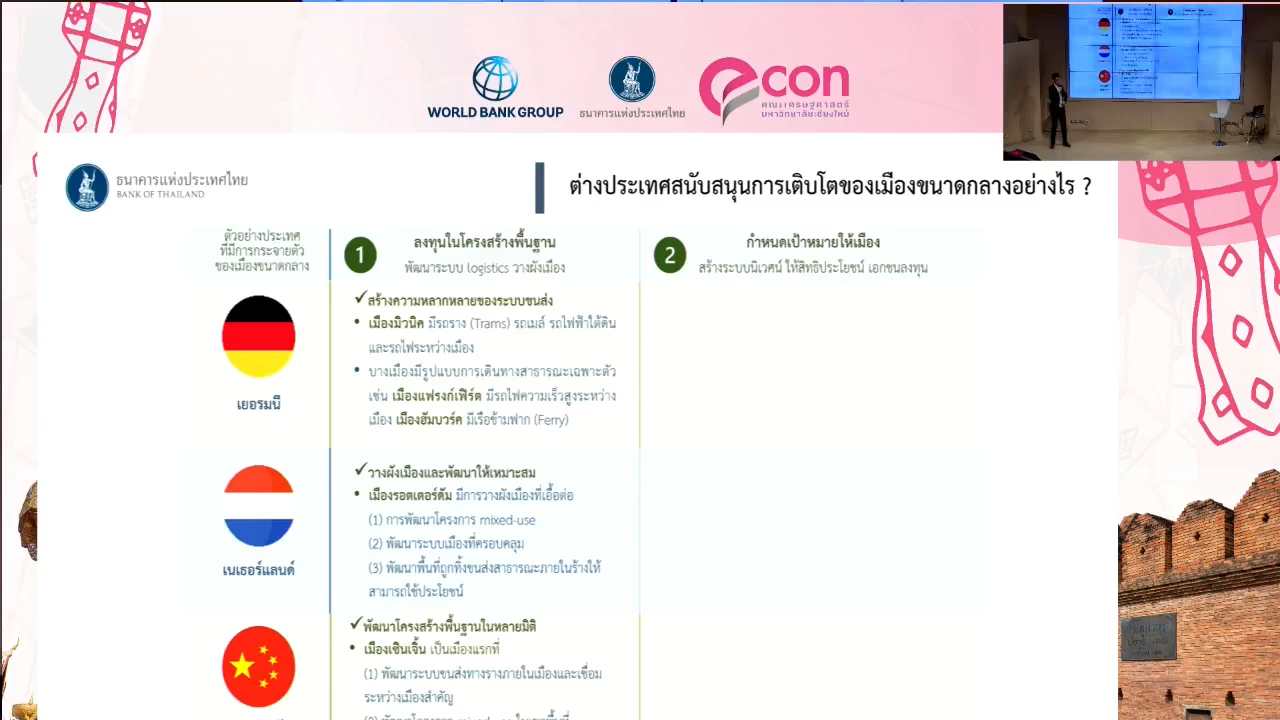 WORLD BANK GROUP
ธนาคารแห่งประเทศไทย
econ
คณะเศรษฐศาสตร์
มหาวิทยาลัยเชียงใหม่
ธนาคารแห่งประเทศไทย
BANK OF THAILAND
ต่างประเทศสนับสนุนการเติบโตของเมืองขนาดกลางอย่างไร ?
ตัวอย่างประเทศ
ที่มีการกระจายตัว
ของเมืองขนาดกลาง
1
ลงทุนในโครงสร้างพื้นฐาน
พัฒนาระบบ logistics วางผังเมือง
2
กำหนดเป้าหมายให้เมือง
สร้างระบบนิเวศน์ ให้สิทธิประโยชน์ เอกชนลงทุน
เยอรมนี
✓สร้างความหลากหลายของระบบขนส่ง
• เมืองมิวนิค มีรถราง (Trams) รถเมล์ รถไฟฟ้าใต้ดิน
และรถไฟระหว่างเมือง
• บางเมืองมีรูปแบบการเดินทางสาธารณะเฉพาะตัว
เช่น เมืองแฟรงก์เฟิร์ต มีรถไฟความเร็วสูงระหว่าง
เมือง เมืองฮัมบวร์ค มีเรือข้ามฟาก (Ferry)
เนเธอร์แลนด์
✓วางผังเมืองและพัฒนาให้เหมาะสม
• เมืองรอตเตอร์ดัม มีการวางผังเมืองที่เอื้อต่อ
(1) การพัฒนาโครงการ mixed-use
(2) พัฒนาระบบเมืองที่ครอบคลุม
(3) พัฒนาพื้นที่ถูกทิ้งขนส่งสาธารณะภายในร้างให้
สามารถใช้ประโยชน์
✓พัฒนาโครงสร้างพื้นฐานในหลายมิติ
• เมืองเซินเจิ้น เป็นเมืองแรกที่
(1) พัฒนาระบบขนส่งทางรางภายในเมืองและเชื่อม
ระหว่างเมืองสำคัญ